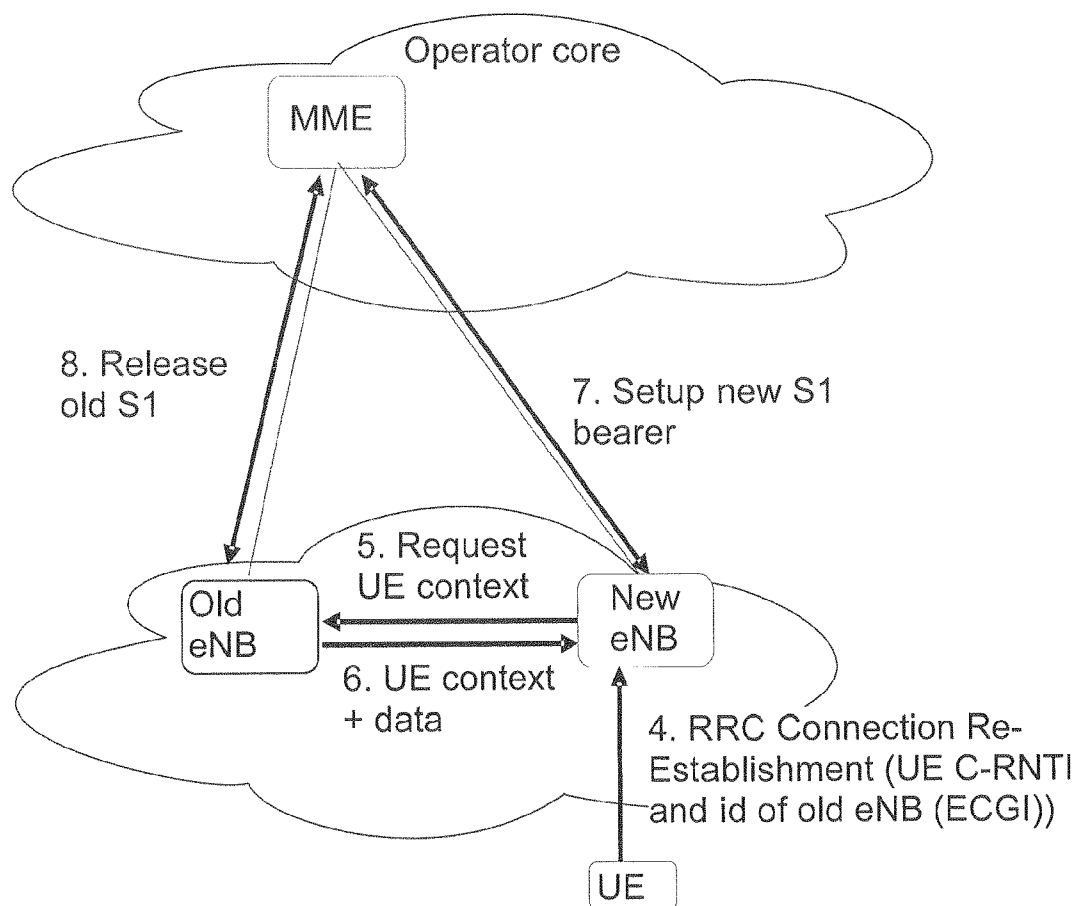 Operator core
MME
8. Release
old S1
7. Setup new S1
bearer
5. Request
UE context
Old
eNB
New
eNB
6. UE context
+ data
4. RRC Connection Re-
Establishment (UE C-RNTI
and id of old eNB (ECGI))
UE